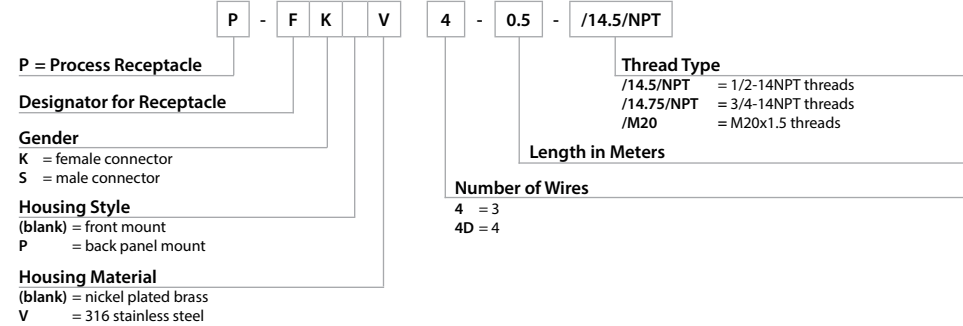 P - F K V 4 - 0.5 - /14.5/NPT
P = Process Receptacle
Designator for Receptacle
Gender
K = female connector
S = male connector
Housing Style
(blank) = front mount
P = back panel mount
Housing Material
(blank) = nickel plated brass
V = 316 stainless steel
Thread Type
/14.5/NPT = 1/2-14NPT threads
/14.75/NPT = 3/4-14NPT threads
/M20 = M20x1.5 threads
Length in Meters
Number of Wires
4 = 3
4D = 4